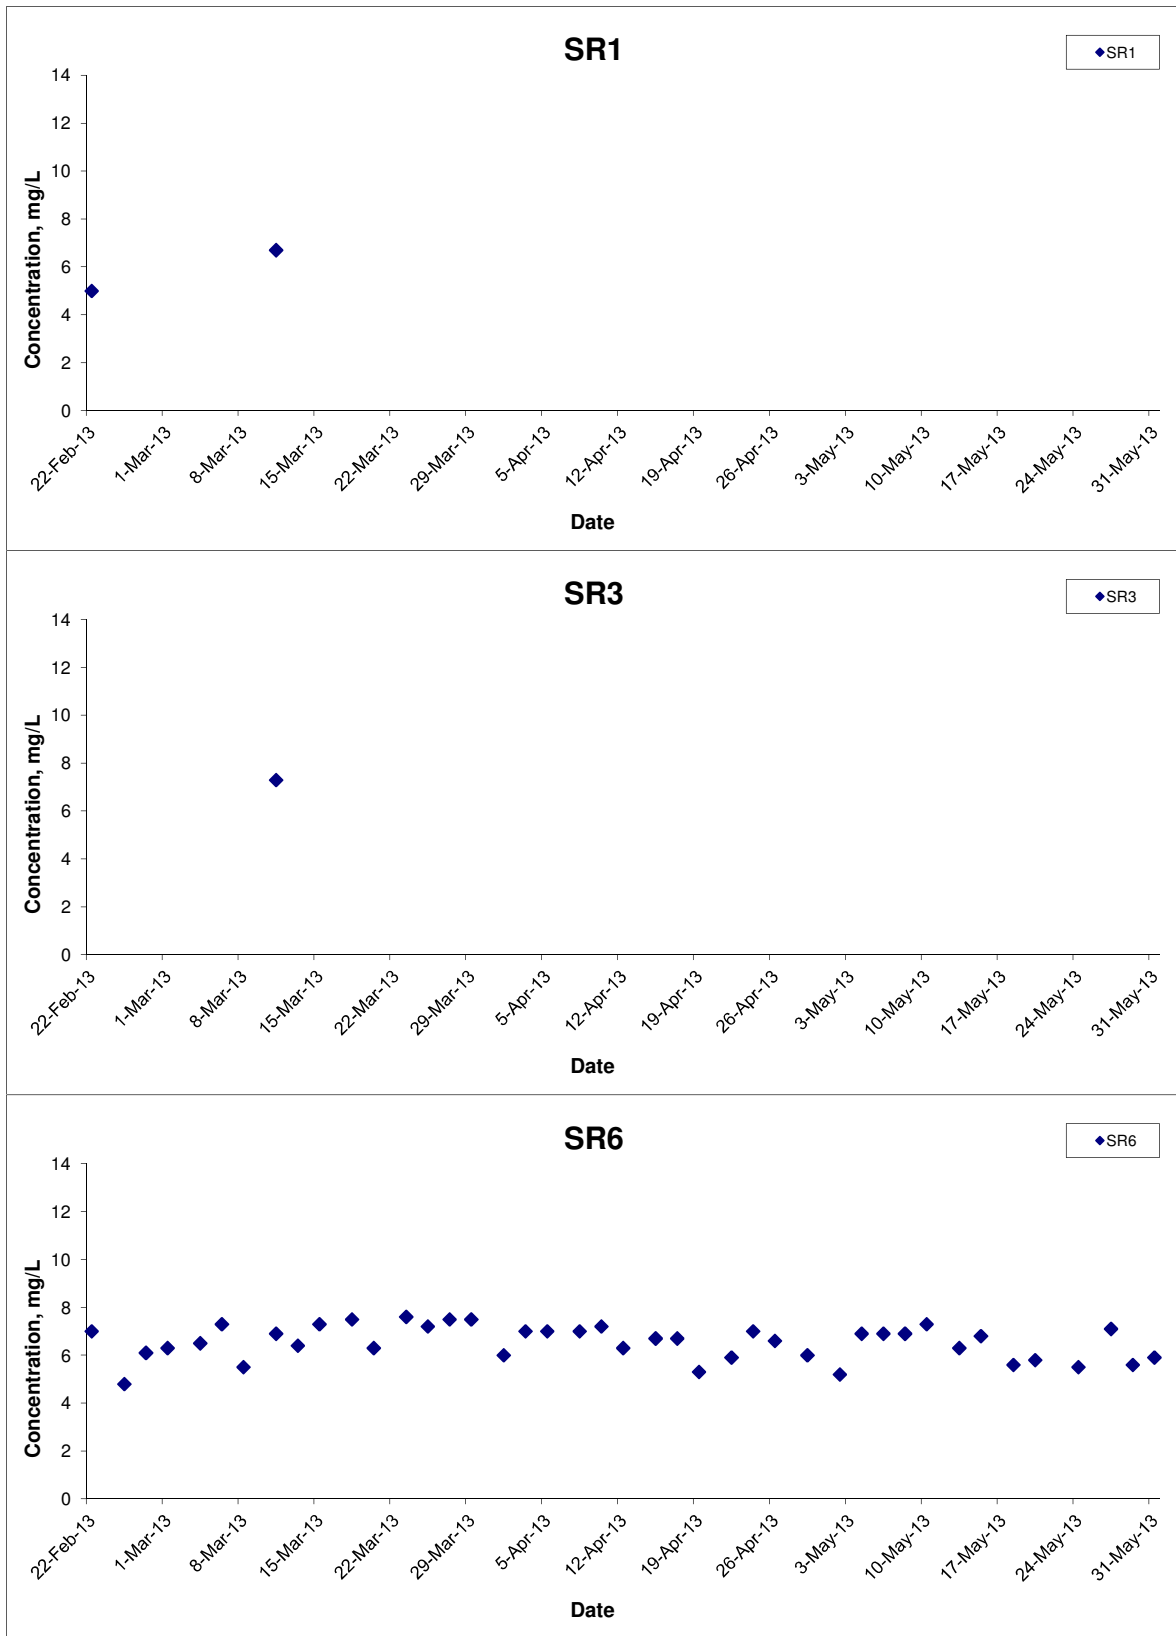 SR1
SR1
14
12
10
8
6
4
2
0
Concentration, mg/L
22-Feb-13 1-Mar-13 8-Mar-13 15-Mar-13 22-Mar-13 29-Mar-13 5-Apr-13 12-Apr-13 19-Apr-13 26-Apr-13 3-May-13 10-May-13 17-May-13 24-May-13 31-May-13
Date
SR3
SR3
14
12
10
8
6
4
2
0
Concentration, mg/L
22-Feb-13 1-Mar-13 8-Mar-13 15-Mar-13 22-Mar-13 29-Mar-13 5-Apr-13 12-Apr-13 19-Apr-13 26-Apr-13 3-May-13 10-May-13 17-May-13 24-May-13 31-May-13
Date
SR6
SR6
14
12
10
8
6
4
2
0
Concentration, mg/L
22-Feb-13 1-Mar-13 8-Mar-13 15-Mar-13 22-Mar-13 29-Mar-13 5-Apr-13 12-Apr-13 19-Apr-13 26-Apr-13 3-May-13 10-May-13 17-May-13 24-May-13 31-May-13
Date